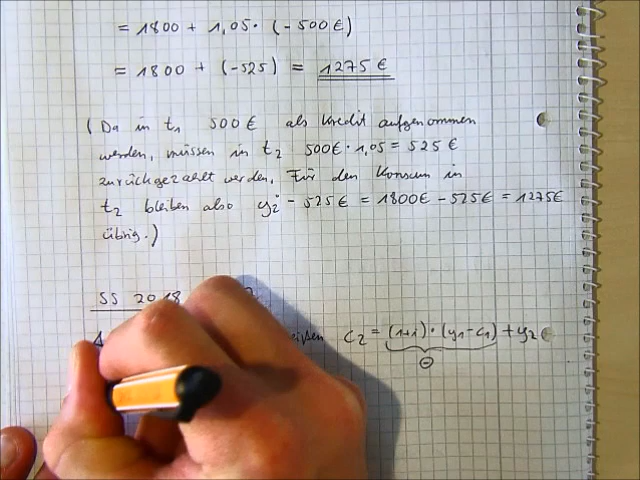 = 1800 + 1,05 · (-500€)
= 1800 + (-525) = 1275€
(Da in t1 500€ als Kredit aufgenommen
werden, müssen in t2 500€ · 1,05 = 525€
zurückgezahlt werden. Für den Konsum in
t2 bleiben also y2 - 525€ = 1800€ - 525€ = 1275€
übrig.)
SS 2018
C2 = (1+i) · (y1-C1) + y2
⊖